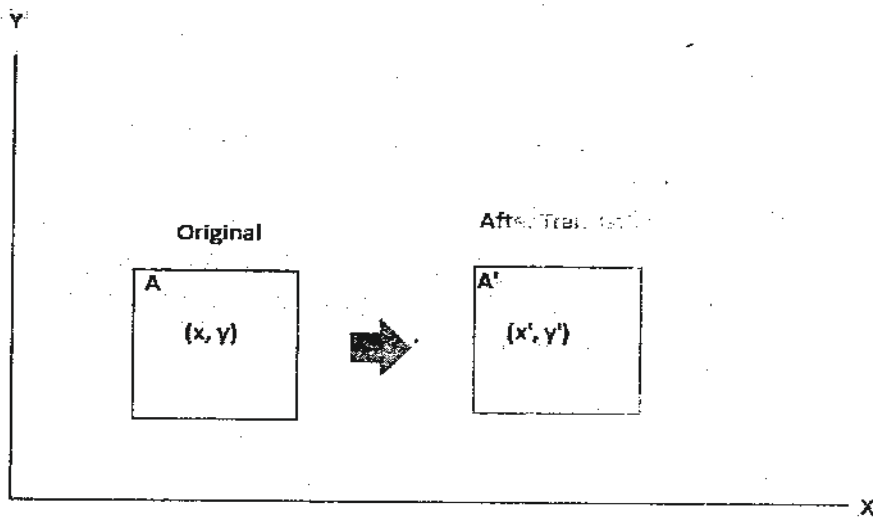 Y
Original
A
A'
(x, y)
(x', y')
X